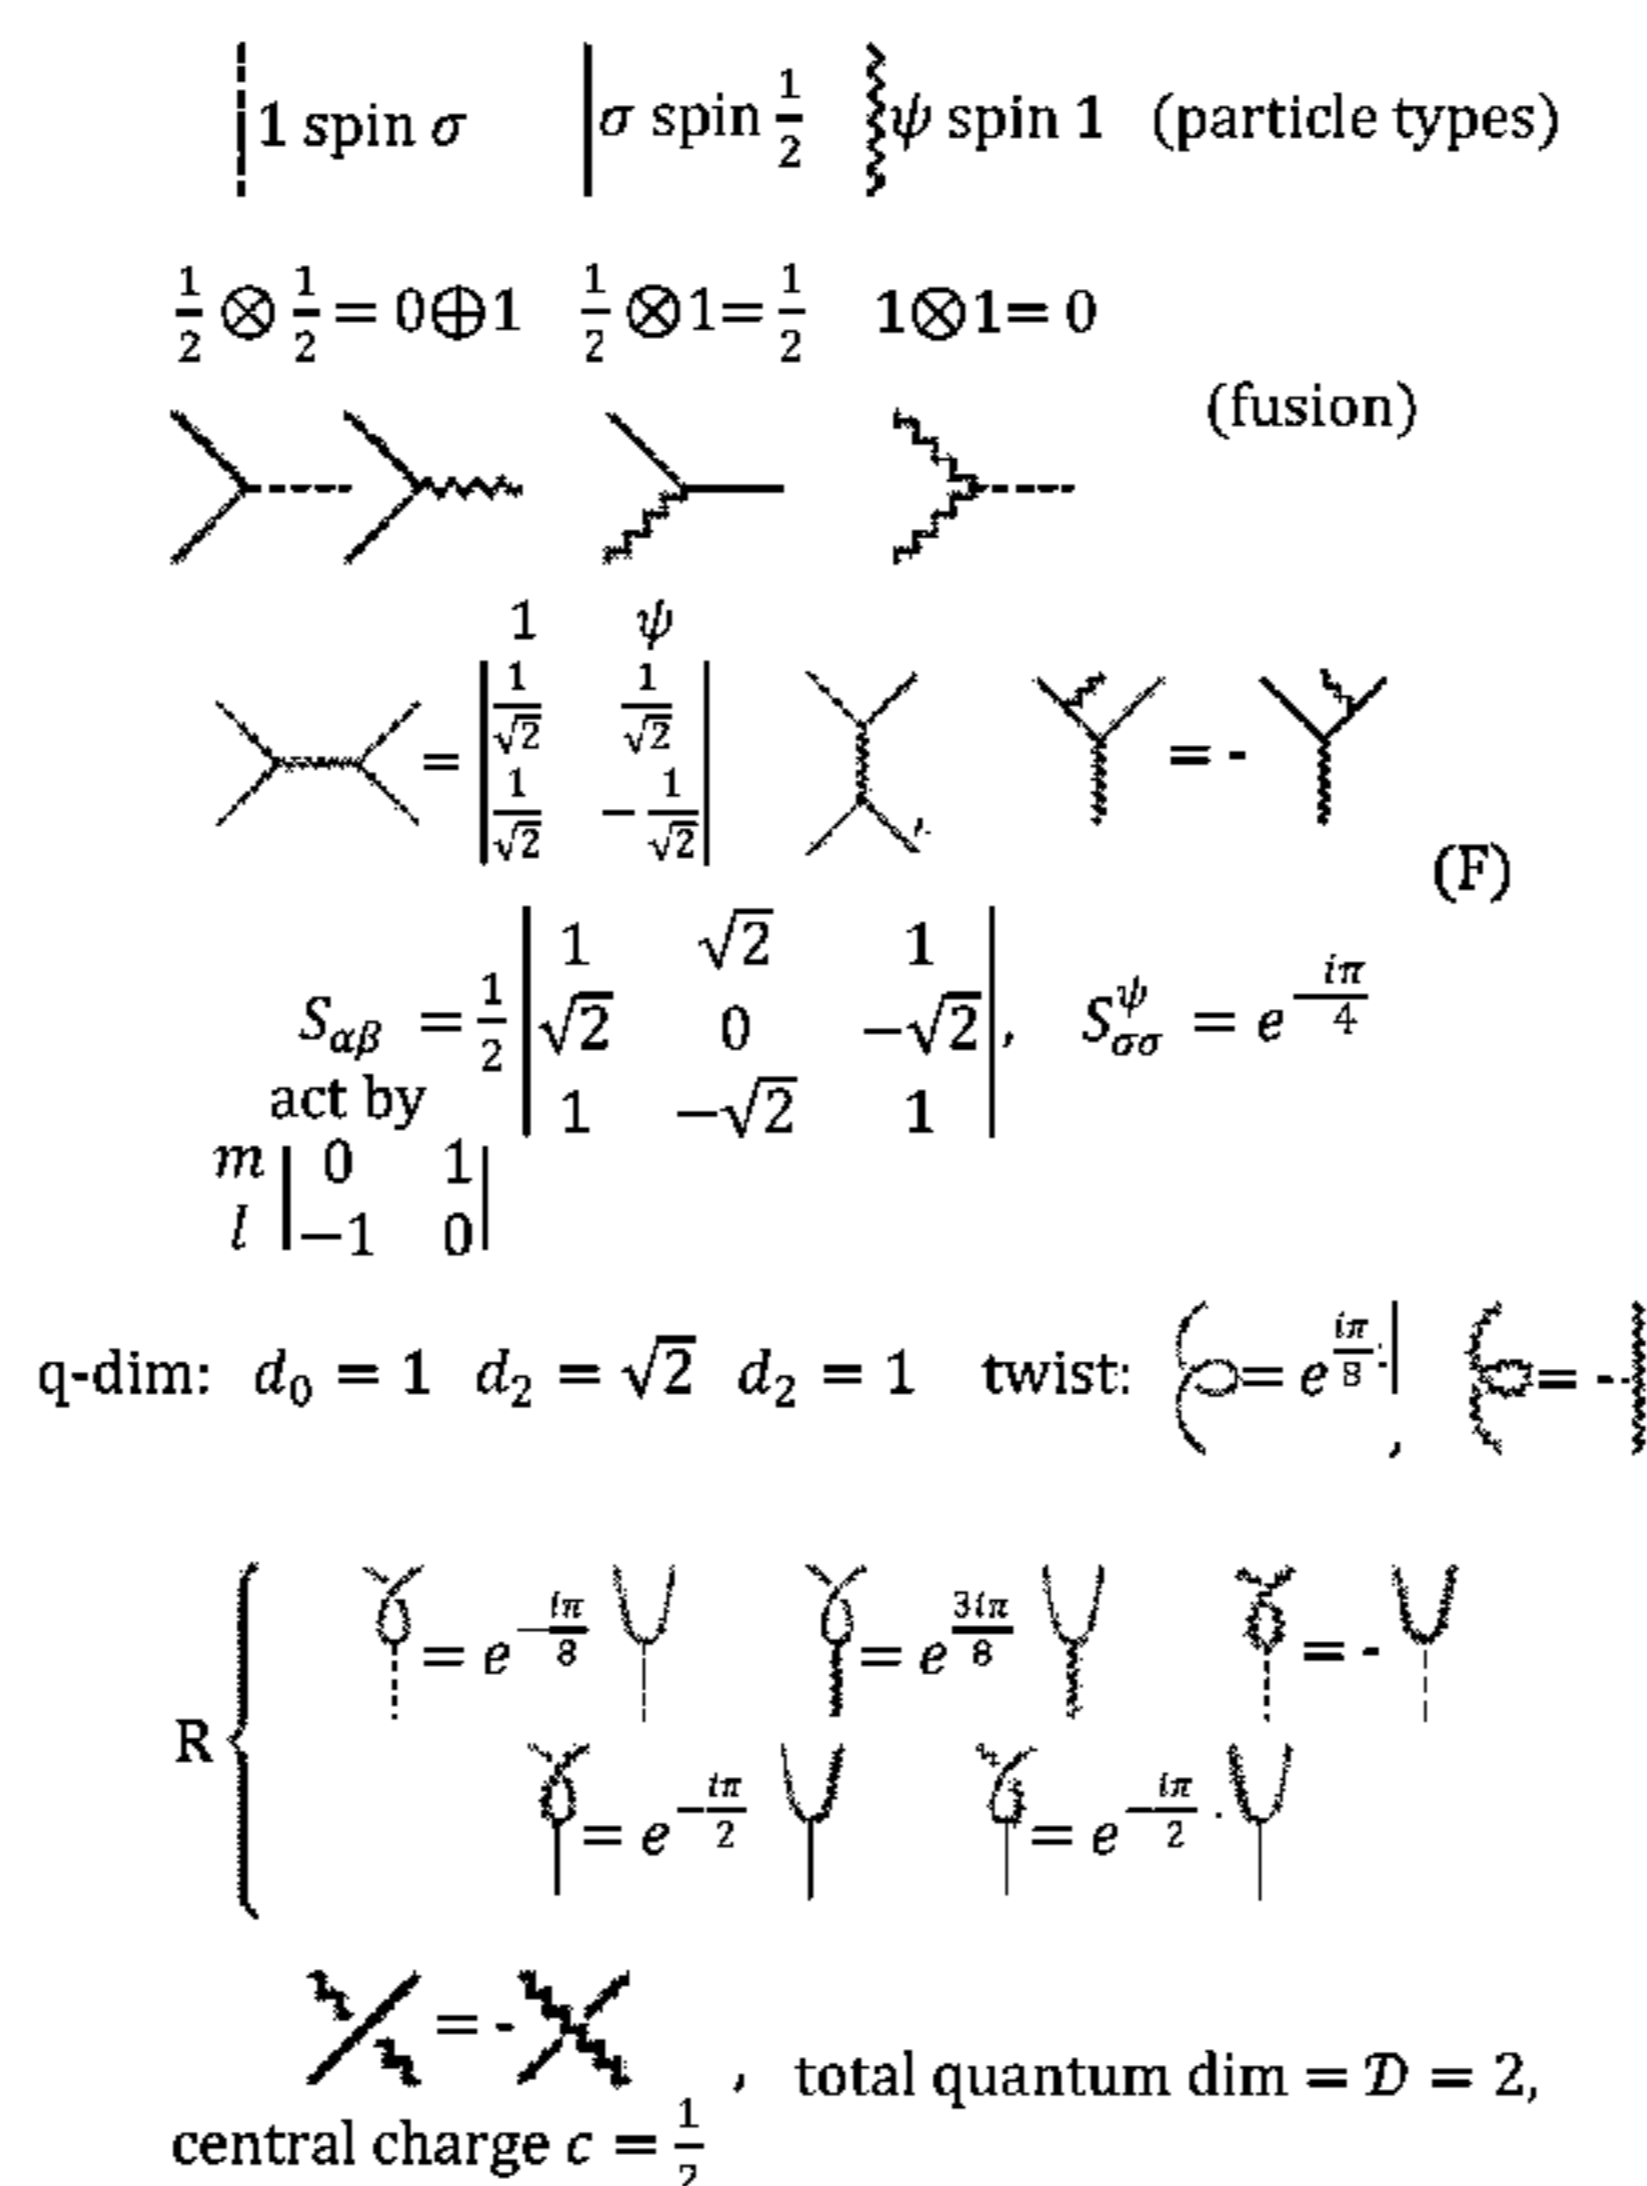 1 spin σ   σ spin 1/2   ψ spin 1   (particle types)
1/2 ⊗ 1/2 = 0⊕1   1/2 ⊗1= 1/2   1⊗1= 0
(fusion)
1   ψ
= | 1/√2   1/√2 |   = -
| 1/√2   −1/√2 |
(F)
S_αβ = 1/2 | 1   √2   1 |
| √2   0   −√2 | ,   S^ψ_σσ = e^(−iπ/4)
| 1   −√2   1 |
act by
m | 0   1 |
l | −1   0 |
q-dim: d_0 = 1   d_2 = √2   d_2 = 1   twist: = e^(iπ/8) ,   = -
R { = e^(−iπ/8)   = e^(3iπ/8)   = -
= e^(−iπ/2)   = e^(−iπ/2)
= -   , total quantum dim = 𝒟 = 2,
central charge c = 1/2